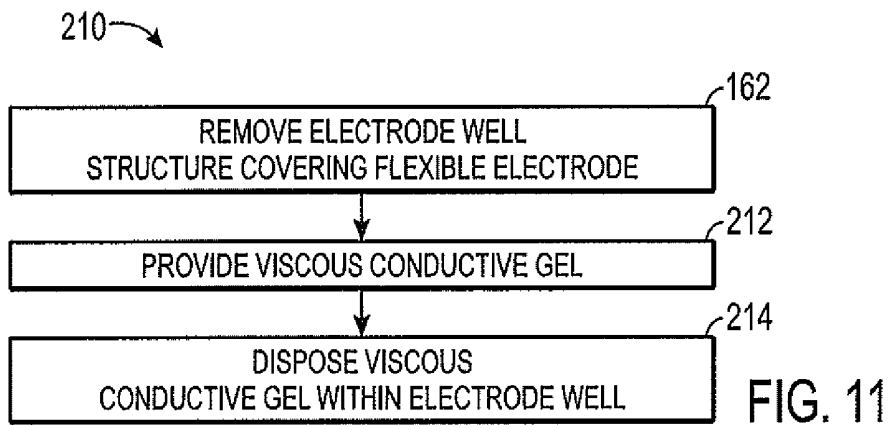 210
162
REMOVE ELECTRODE WELL
STRUCTURE COVERING FLEXIBLE ELECTRODE
212
PROVIDE VISCOUS CONDUCTIVE GEL
214
DISPOSE VISCOUS
CONDUCTIVE GEL WITHIN ELECTRODE WELL
FIG. 11